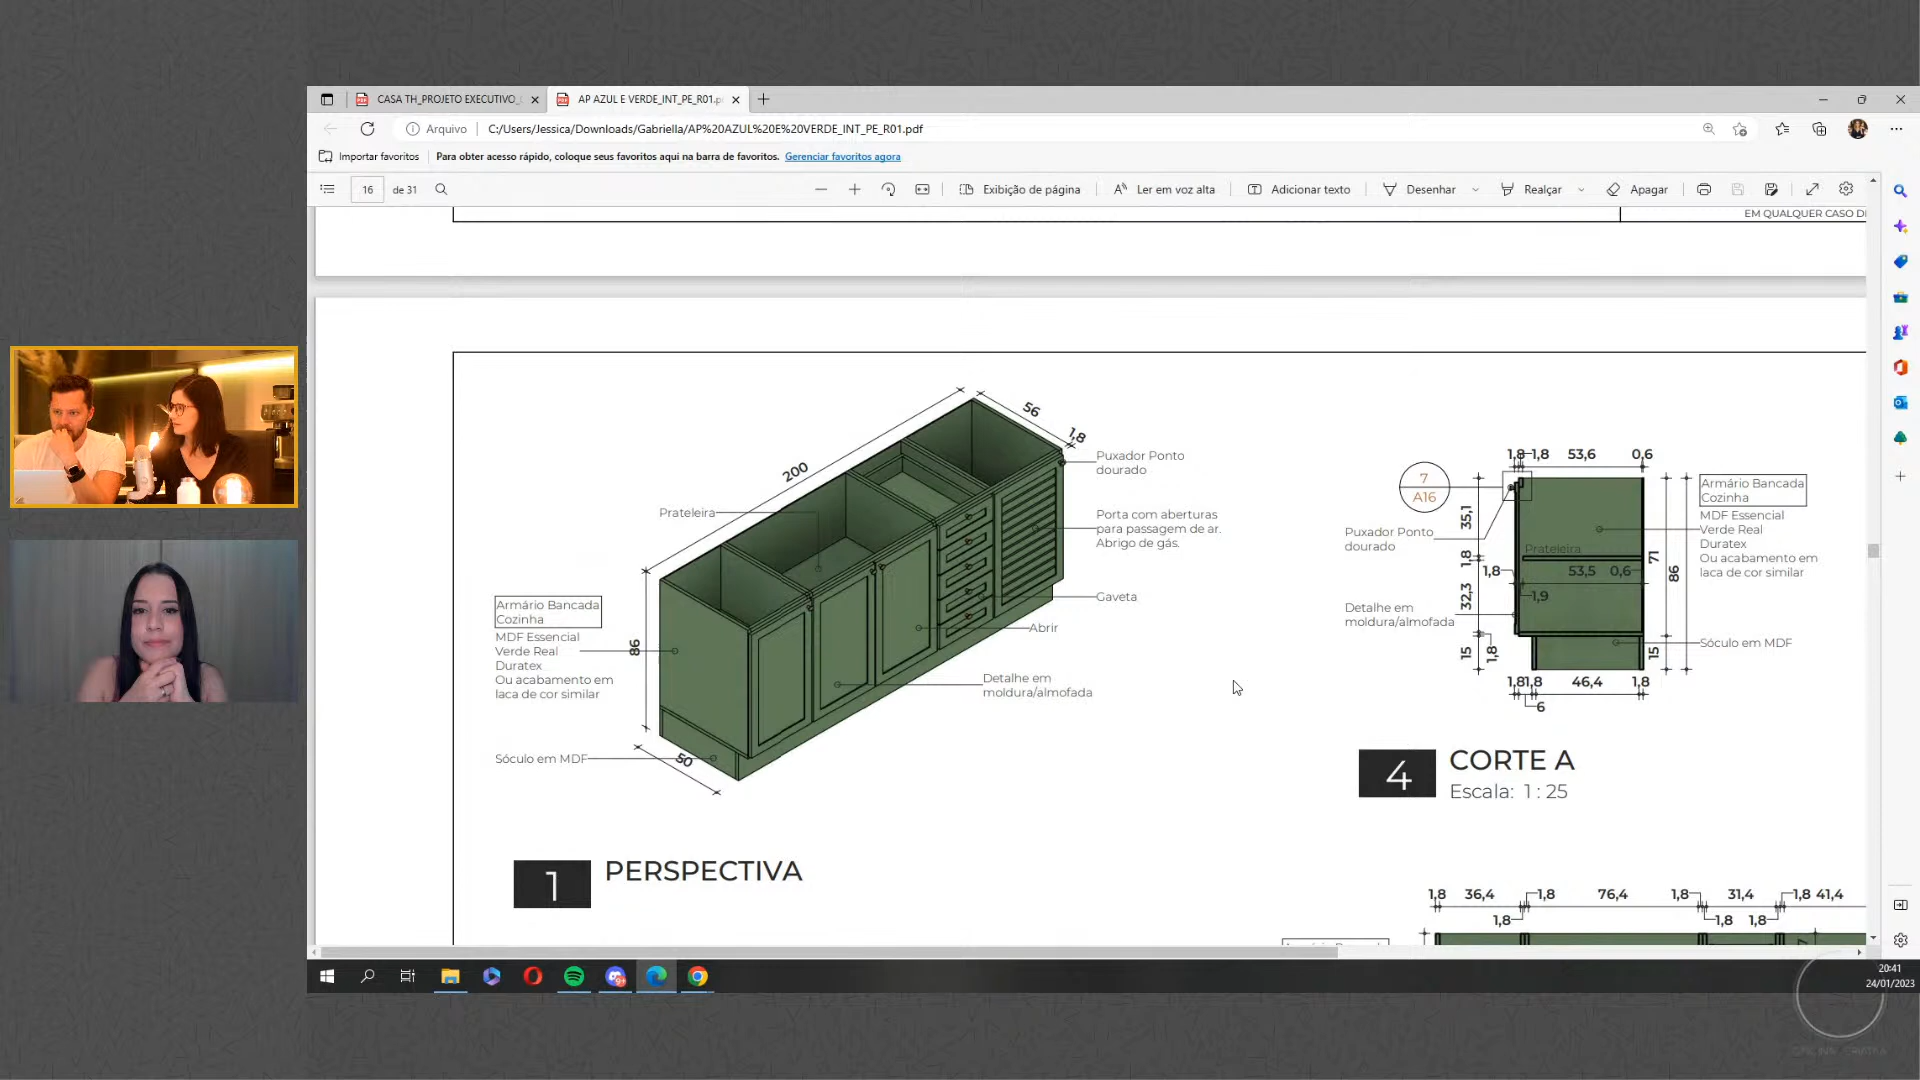 CASA TH_PROJETO EXECUTIVO_
AP AZUL E VERDE_INT_PE_R01.p
Arquivo
C:/Users/Jessica/Downloads/Gabriella/AP%20AZUL%20E%20VERDE_INT_PE_R01.pdf
Importar favoritos
Para obter acesso rápido, coloque seus favoritos aqui na barra de favoritos. Gerenciar favoritos agora
16 de 31
Exibição de página
Ler em voz alta
Adicionar texto
Desenhar
Realçar
Apagar
EM QUALQUER CASO DE
200
56
1,8
Puxador Ponto
dourado
Prateleira
Porta com aberturas
para passagem de ar.
Abrigo de gás.
Armário Bancada
Cozinha
MDF Essencial
Verde Real
Duratex
Ou acabamento em
laca de cor similar
86
Gaveta
Abrir
Detalhe em
moldura/almofada
Sóculo em MDF
50
1 PERSPECTIVA
1,8 1,8 53,6 0,6
7
A16
Puxador Ponto
dourado
35,1
1,8
32,3
15
1,8
1,8
Prateleira
53,5 0,6
1,9
71
86
15
Detalhe em
moldura/almofada
Armário Bancada
Cozinha
MDF Essencial
Verde Real
Duratex
Ou acabamento em
laca de cor similar
Sóculo em MDF
1,8 1,8 46,4 1,8
6
4 CORTE A
Escala: 1 : 25
1,8 36,4 1,8 76,4 1,8 31,4 1,8 41,4
1,8 1,8 1,8
20:41
24/01/2023